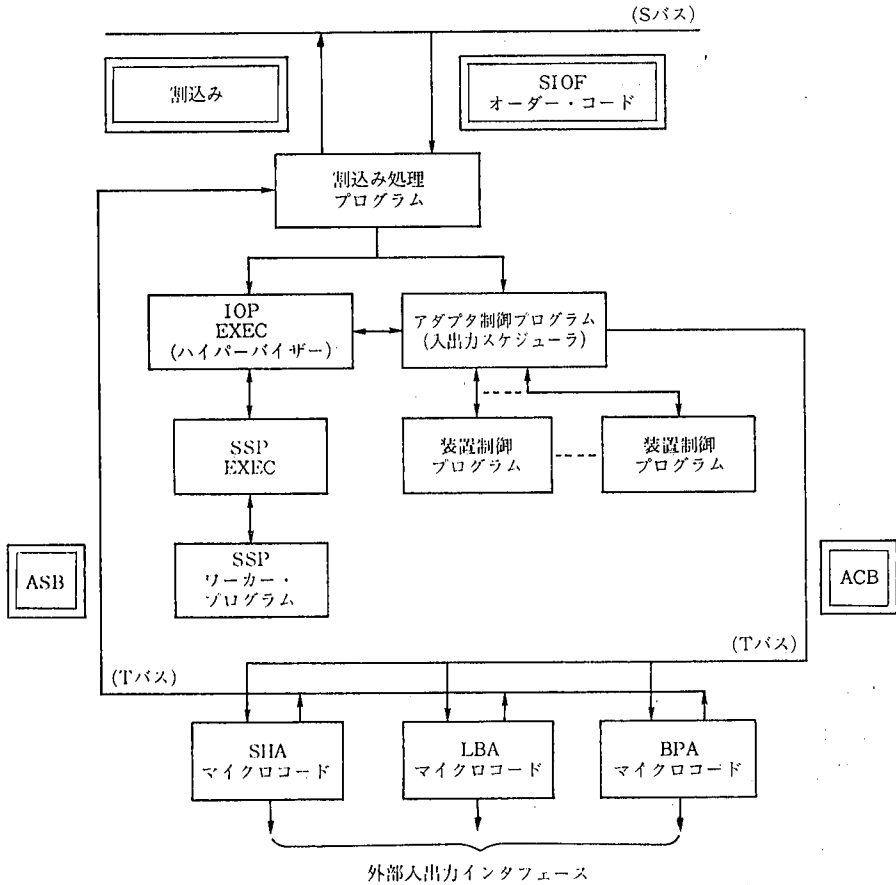 (Sバス)
割込み
SIOF
オーダー・コード
割込み処理
プログラム
IOP
EXEC
(ハイパーバイザー)
アダプタ制御プログラム
(入出力スケジューラ)
SSP
EXEC
装置制御
プログラム
装置制御
プログラム
ASB
SSP
ワーカー・
プログラム
ACB
(Tバス)
(Tバス)
SHA
マイクロコード
LBA
マイクロコード
BPA
マイクロコード
外部入出力インタフェース